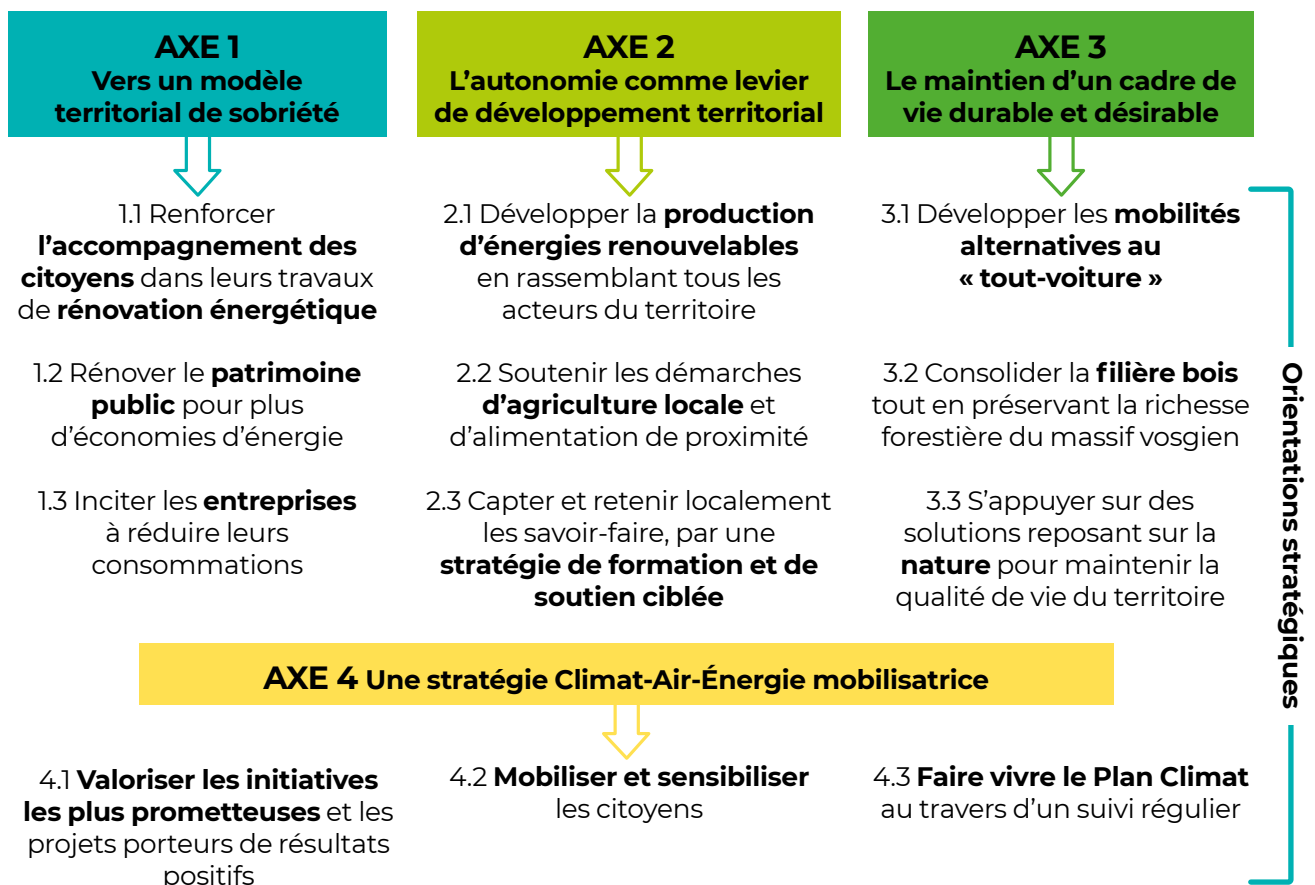 AXE 1
Vers un modèle
territorial de sobriété
1.1 Renforcer
l’accompagnement des
citoyens dans leurs travaux
de rénovation énergétique
1.2 Rénover le patrimoine
public pour plus
d’économies d’énergie
1.3 Inciter les entreprises
à réduire leurs
consommations
AXE 2
L’autonomie comme levier
de développement territorial
2.1 Développer la production
d’énergies renouvelables
en rassemblant tous les
acteurs du territoire
2.2 Soutenir les démarches
d’agriculture locale et
d’alimentation de proximité
2.3 Capter et retenir localement
les savoir-faire, par une
stratégie de formation et de
soutien ciblée
AXE 3
Le maintien d’un cadre de
vie durable et désirable
3.1 Développer les mobilités
alternatives au
« tout-voiture »
3.2 Consolider la filière bois
tout en préservant la richesse
forestière du massif vosgien
3.3 S’appuyer sur des
solutions reposant sur la
nature pour maintenir la
qualité de vie du territoire
AXE 4 Une stratégie Climat-Air-Énergie mobilisatrice
4.1 Valoriser les initiatives
les plus prometteuses et les
projets porteurs de résultats
positifs
4.2 Mobiliser et sensibiliser
les citoyens
4.3 Faire vivre le Plan Climat
au travers d’un suivi régulier
Orientations stratégiques